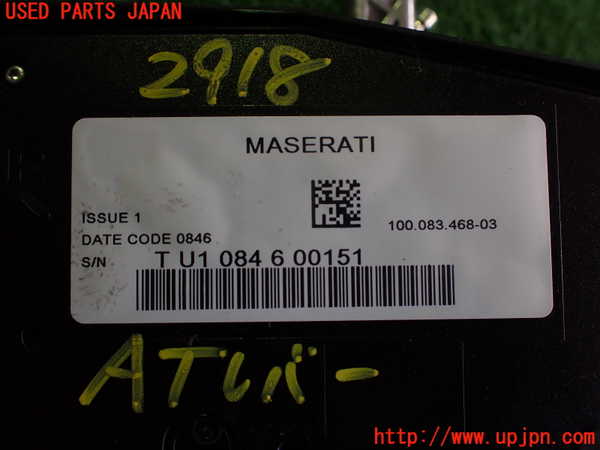 USED PARTS JAPAN
2918
MASERATI
ISSUE 1
100.083.468-03
DATE CODE 0846
S/N T U1 084 6 00151
ATレバー
http://www.upjpn.com/